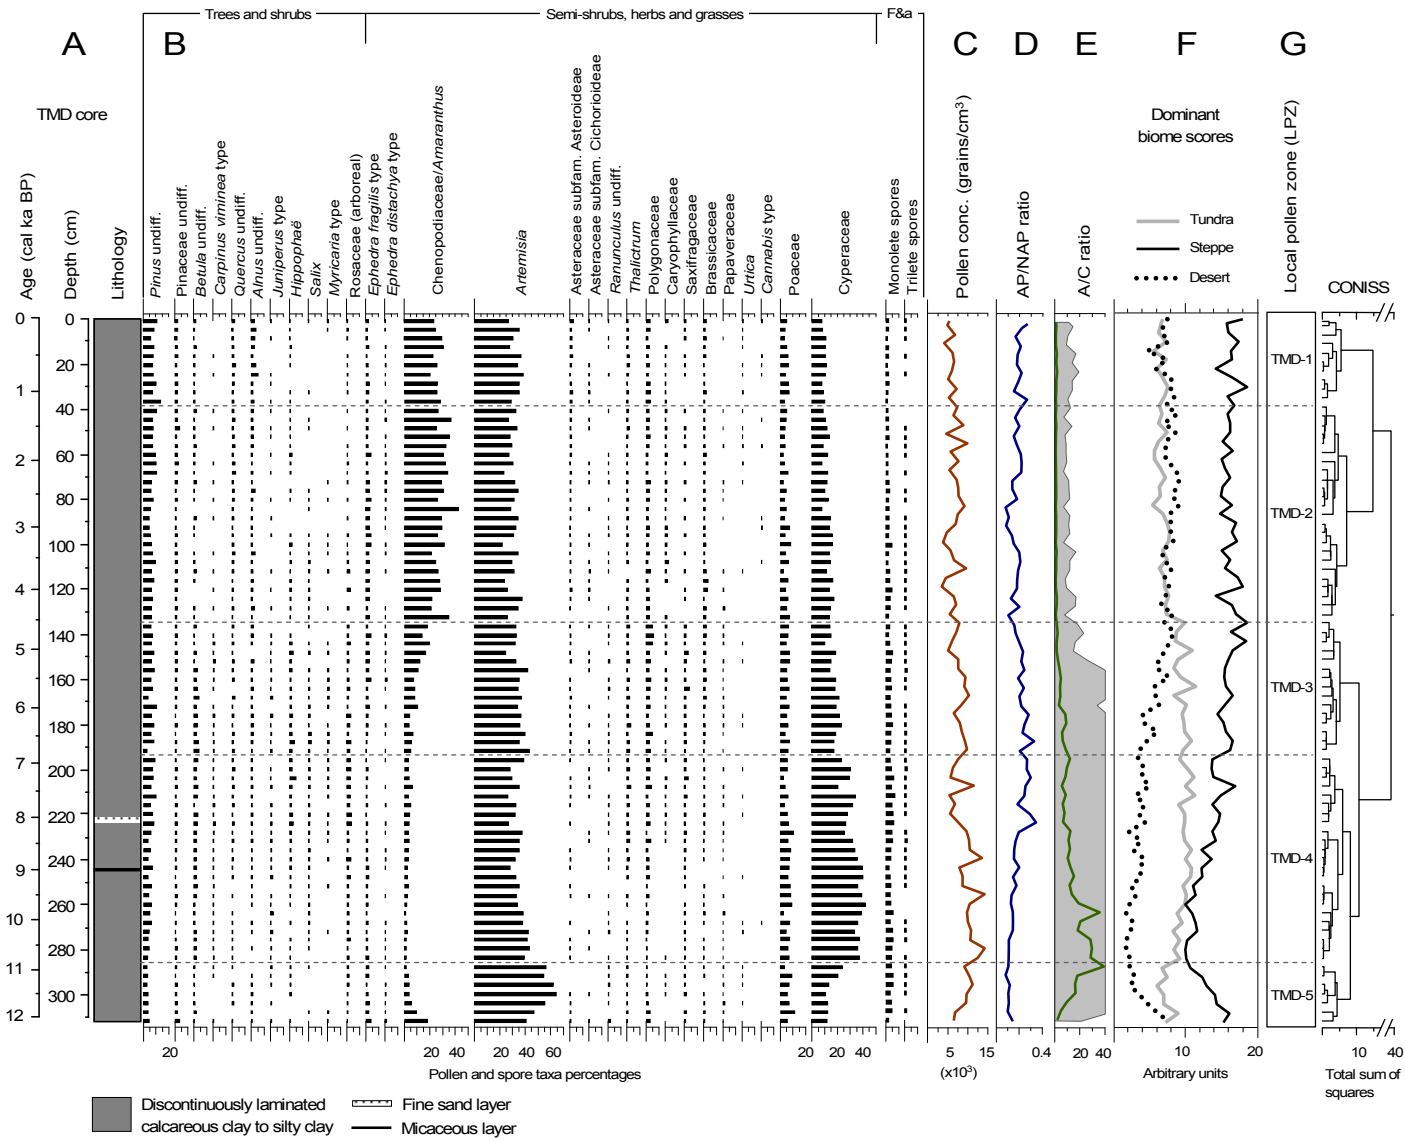 Trees and shrubs
Semi-shrubs, herbs and grasses
F&a
A
B
C
D
E
F
G
TMD core
Age (cal ka BP)
Depth (cm)
Lithology
Pinus undiff.
Pinaceae undiff.
Betula undiff.
Carpinus viminea type
Quercus undiff.
Alnus undiff.
Juniperus type
Hippophaë
Salix
Myricaria type
Rosaceae (arboreal)
Ephedra fragilis type
Ephedra distachya type
Chenopodiaceae/Amaranthus
Artemisia
Asteraceae subfam. Asteroideae
Asteraceae subfam. Cichorioideae
Ranunculus undiff.
Thalictrum
Polygonaceae
Caryophyllaceae
Saxifragaceae
Brassicaceae
Papaveraceae
Urtica
Cannabis type
Poaceae
Cyperaceae
Monolete spores
Trilete spores
Pollen conc. (grains/cm³)
AP/NAP ratio
A/C ratio
Dominant
biome scores
Tundra
Steppe
Desert
Local pollen zone (LPZ)
CONISS
0
1
2
3
4
5
6
7
8
9
10
11
12
0
20
40
60
80
100
120
140
160
180
200
220
240
260
280
300
TMD-1
TMD-2
TMD-3
TMD-4
TMD-5
20
20 40
20 40 60
20
20 40
5 15
(x10³)
0.4
20 40
10 20
10 40
Pollen and spore taxa percentages
Arbitrary units
Total sum of
squares
Discontinuously laminated
calcareous clay to silty clay
Fine sand layer
Micaceous layer